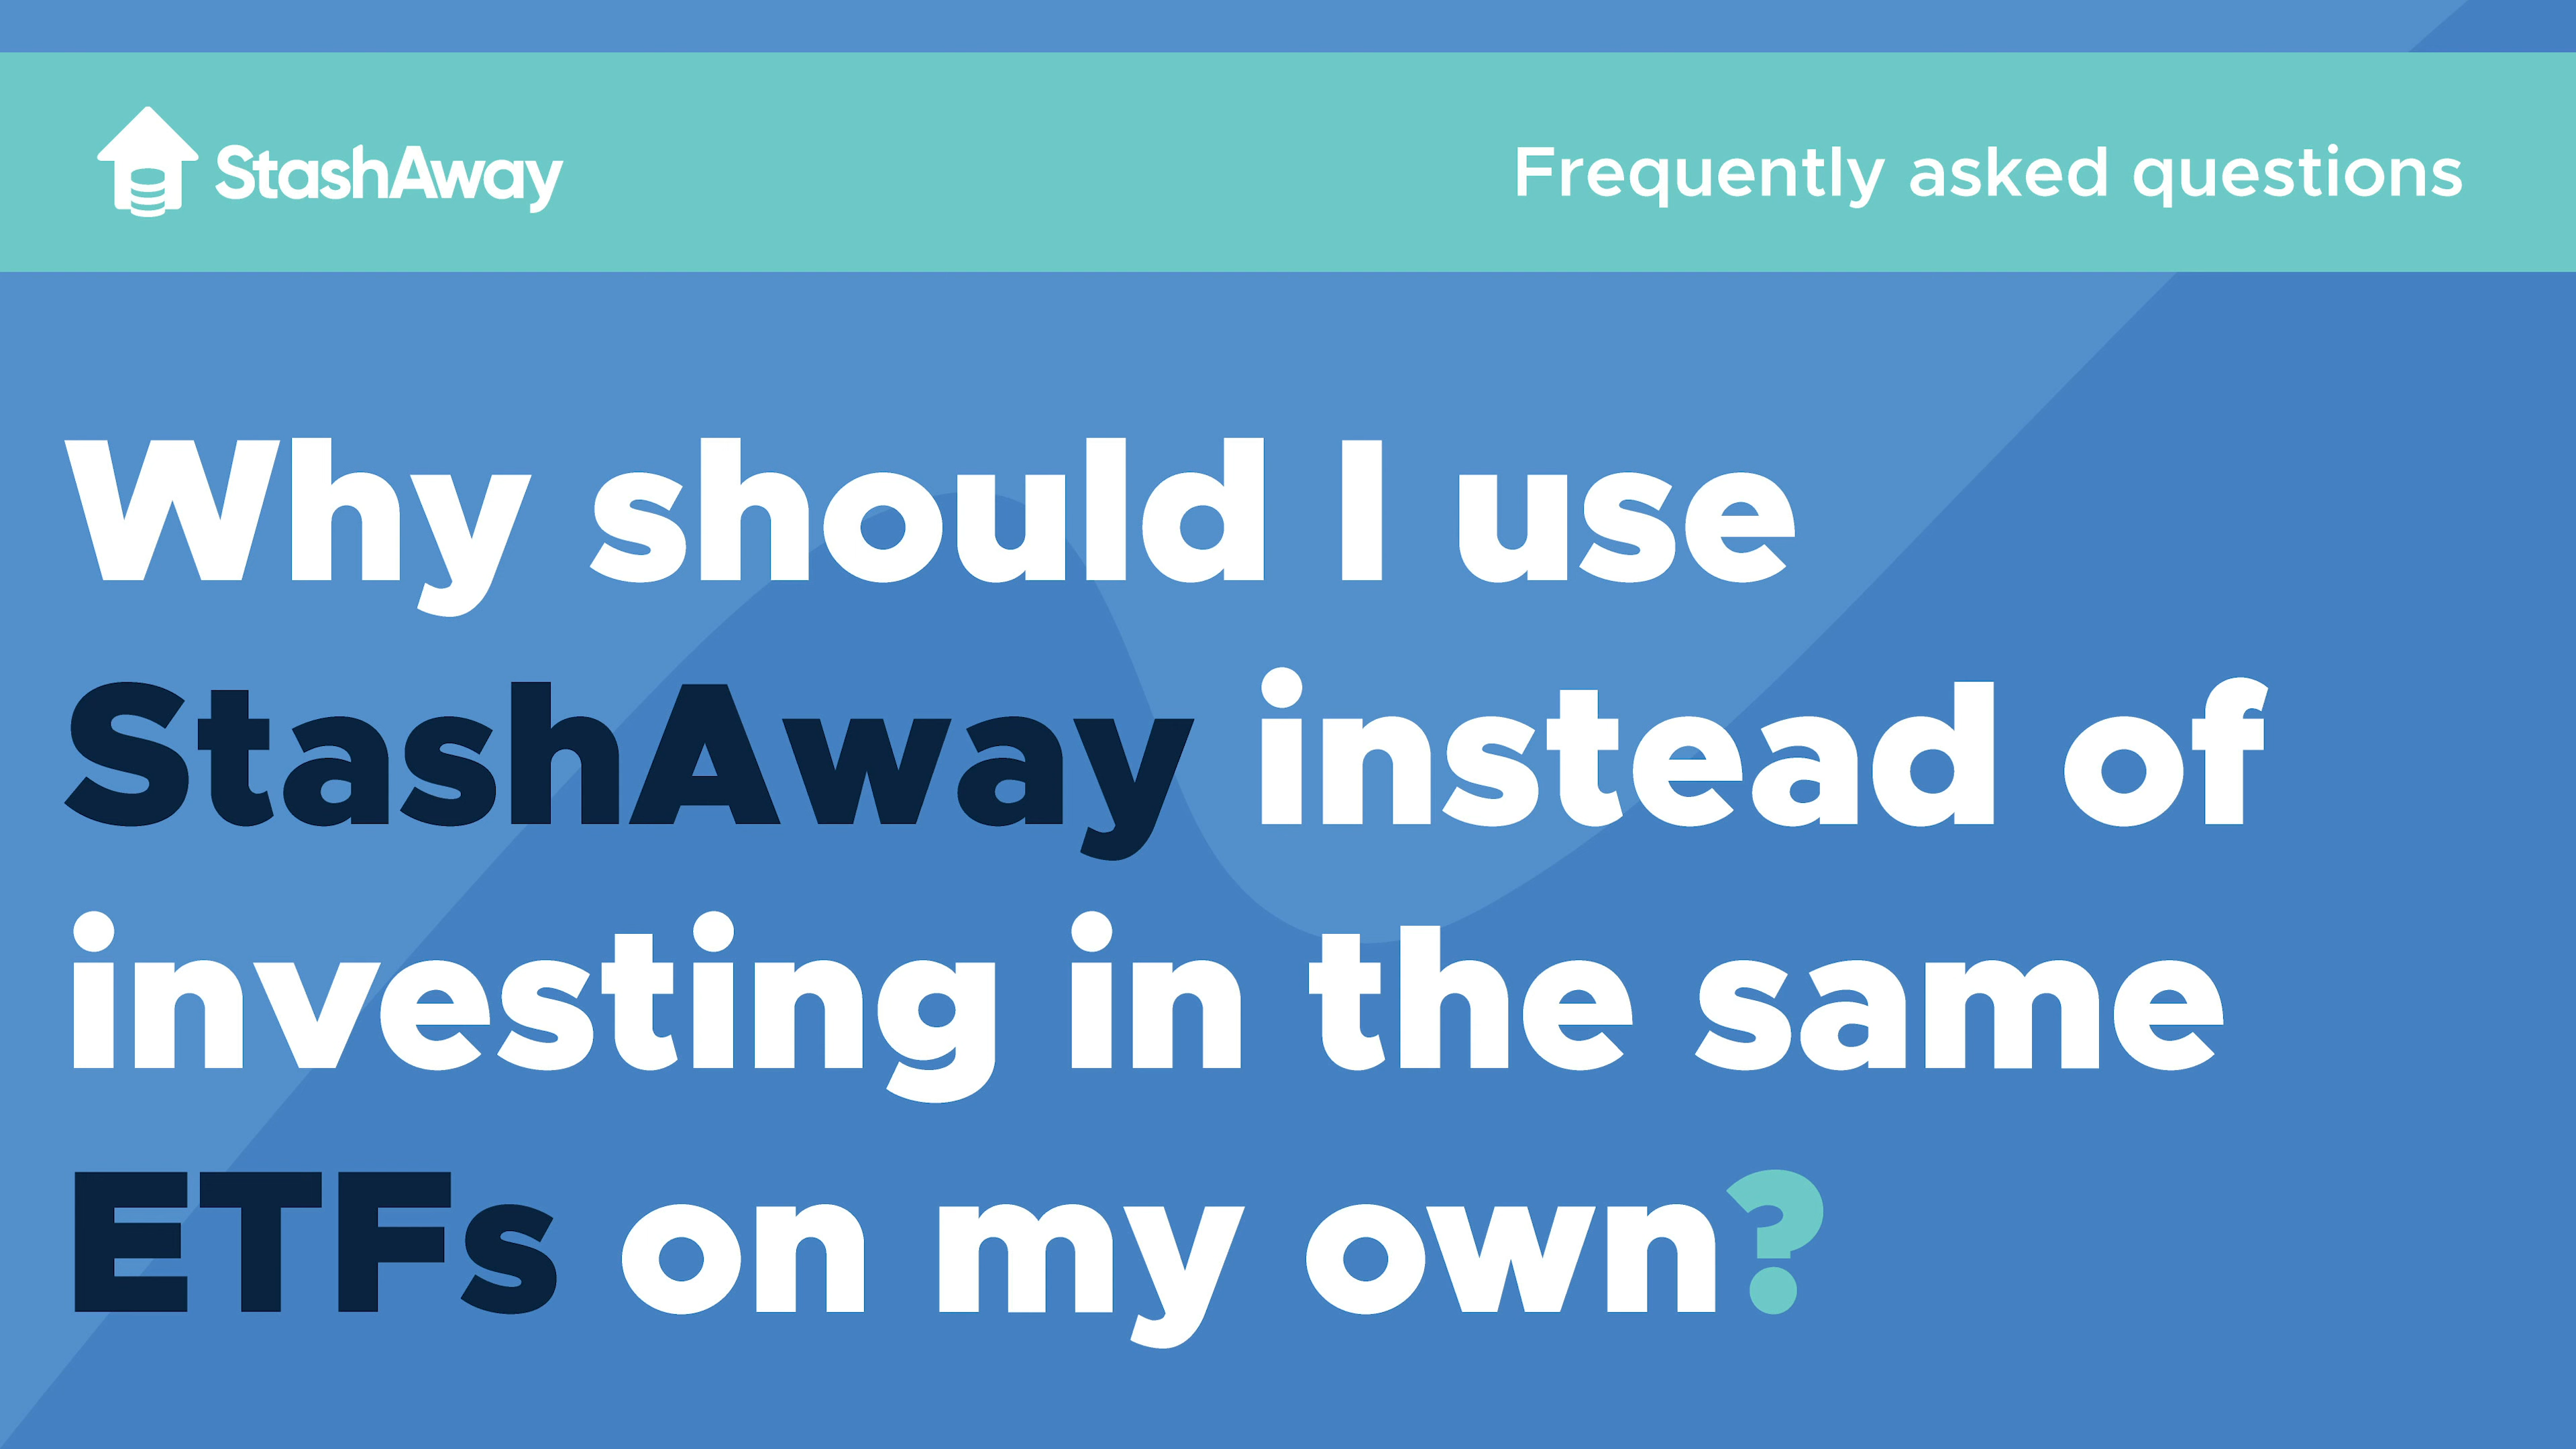 StashAway
Frequently asked questions
Why should I use
StashAway instead of
investing in the same
ETFs on my own?